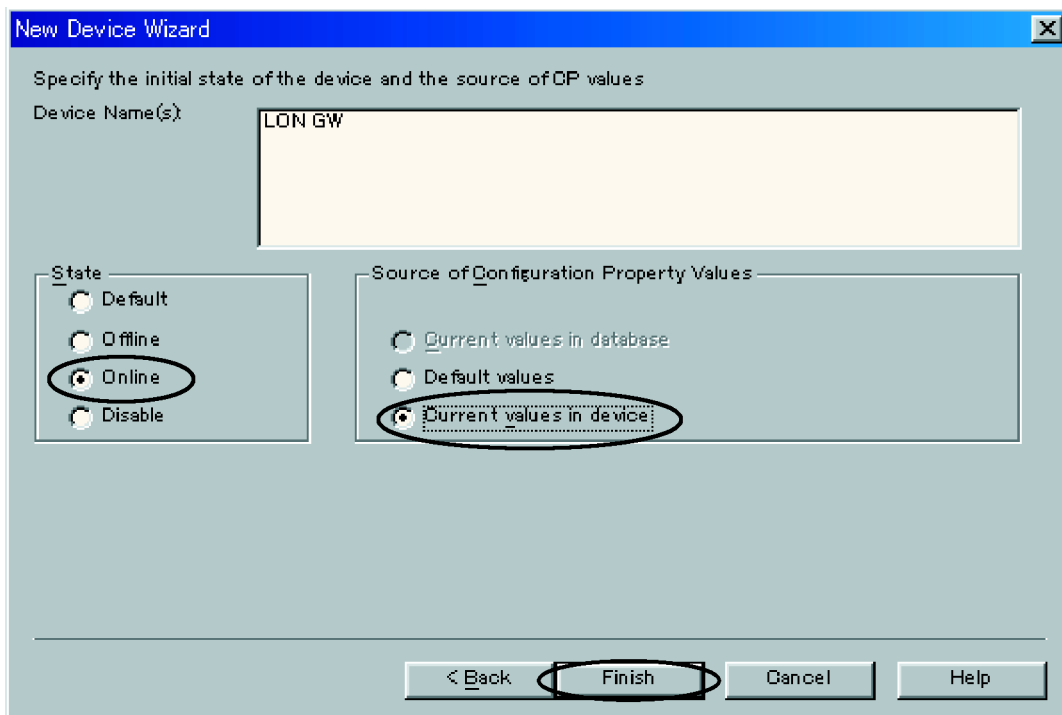 New Device Wizard
Specify the initial state of the device and the source of CP values
Device Name(s):
LON GW
State
Default
Offline
Online
Disable
Source of Configuration Property Values
Current values in database
Default values
Current values in device
< Back
Finish
Cancel
Help